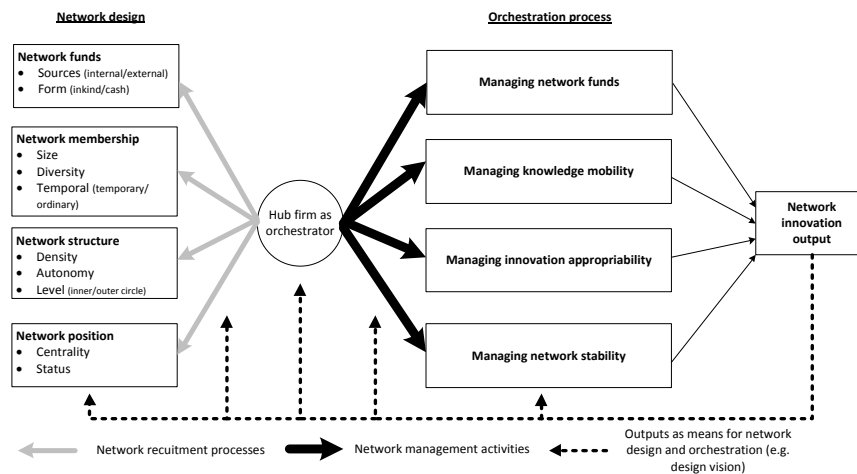 Network design
Orchestration process
Network funds
• Sources (internal/external)
• Form (inkind/cash)
Network membership
• Size
• Diversity
• Temporal (temporary/
ordinary)
Network structure
• Density
• Autonomy
• Level (inner/outer circle)
Network position
• Centrality
• Status
Hub firm as
orchestrator
Managing network funds
Managing knowledge mobility
Managing innovation appropriability
Managing network stability
Network
innovation
output
Network recuitment processes
Network management activities
Outputs as means for network
design and orchestration (e.g.
design vision)